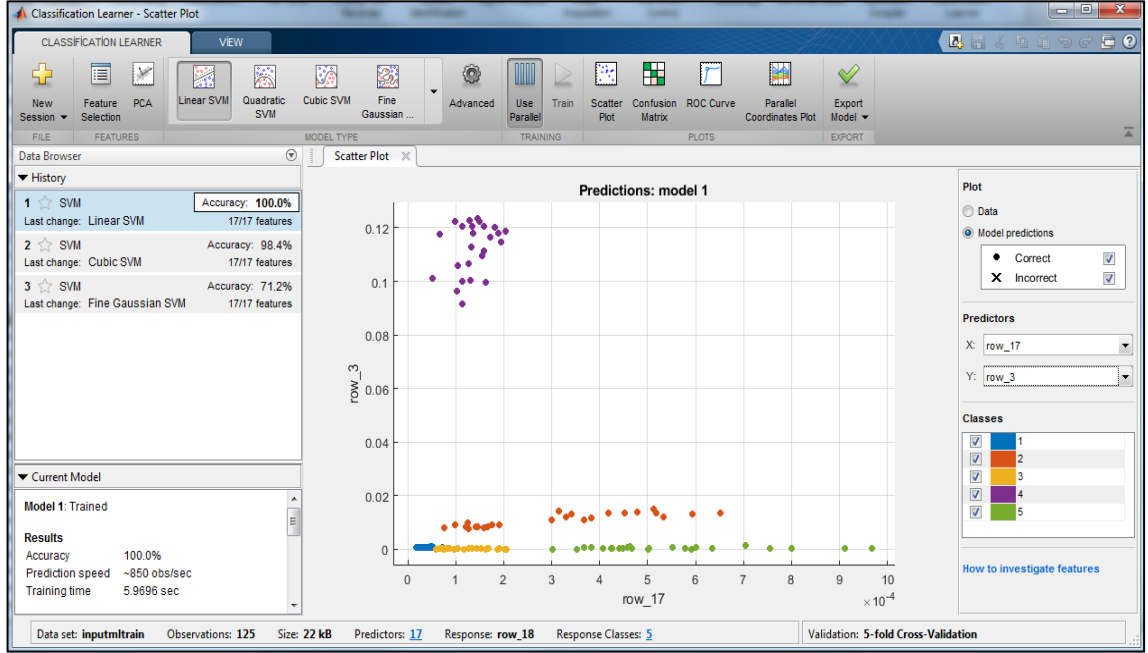 Classification Learner - Scatter Plot
CLASSIFICATION LEARNER
VIEW
New Session
Feature Selection
PCA
Linear SVM
Quadratic SVM
Cubic SVM
Fine Gaussian ...
Advanced
Use Parallel
Train
Scatter Plot
Confusion Matrix
ROC Curve
Parallel Coordinates Plot
Export Model
FILE
FEATURES
MODEL TYPE
TRAINING
PLOTS
EXPORT
Data Browser
History
1 SVM Accuracy: 100.0%
Last change: Linear SVM 17/17 features
2 SVM Accuracy: 98.4%
Last change: Cubic SVM 17/17 features
3 SVM Accuracy: 71.2%
Last change: Fine Gaussian SVM 17/17 features
Current Model
Model 1: Trained
Results
Accuracy 100.0%
Prediction speed ~850 obs/sec
Training time 5.9696 sec
Scatter Plot
Predictions: model 1
0.12
0.1
0.08
0.06
0.04
0.02
0
row_3
0 1 2 3 4 5 6 7 8 9 10
row_17
×10-4
Plot
Data
Model predictions
Correct
X Incorrect
Predictors
X: row_17
Y: row_3
Classes
1
2
3
4
5
How to investigate features
Data set: inputmltrain Observations: 125 Size: 22 kB Predictors: 17 Response: row_18 Response Classes: 5 Validation: 5-fold Cross-Validation